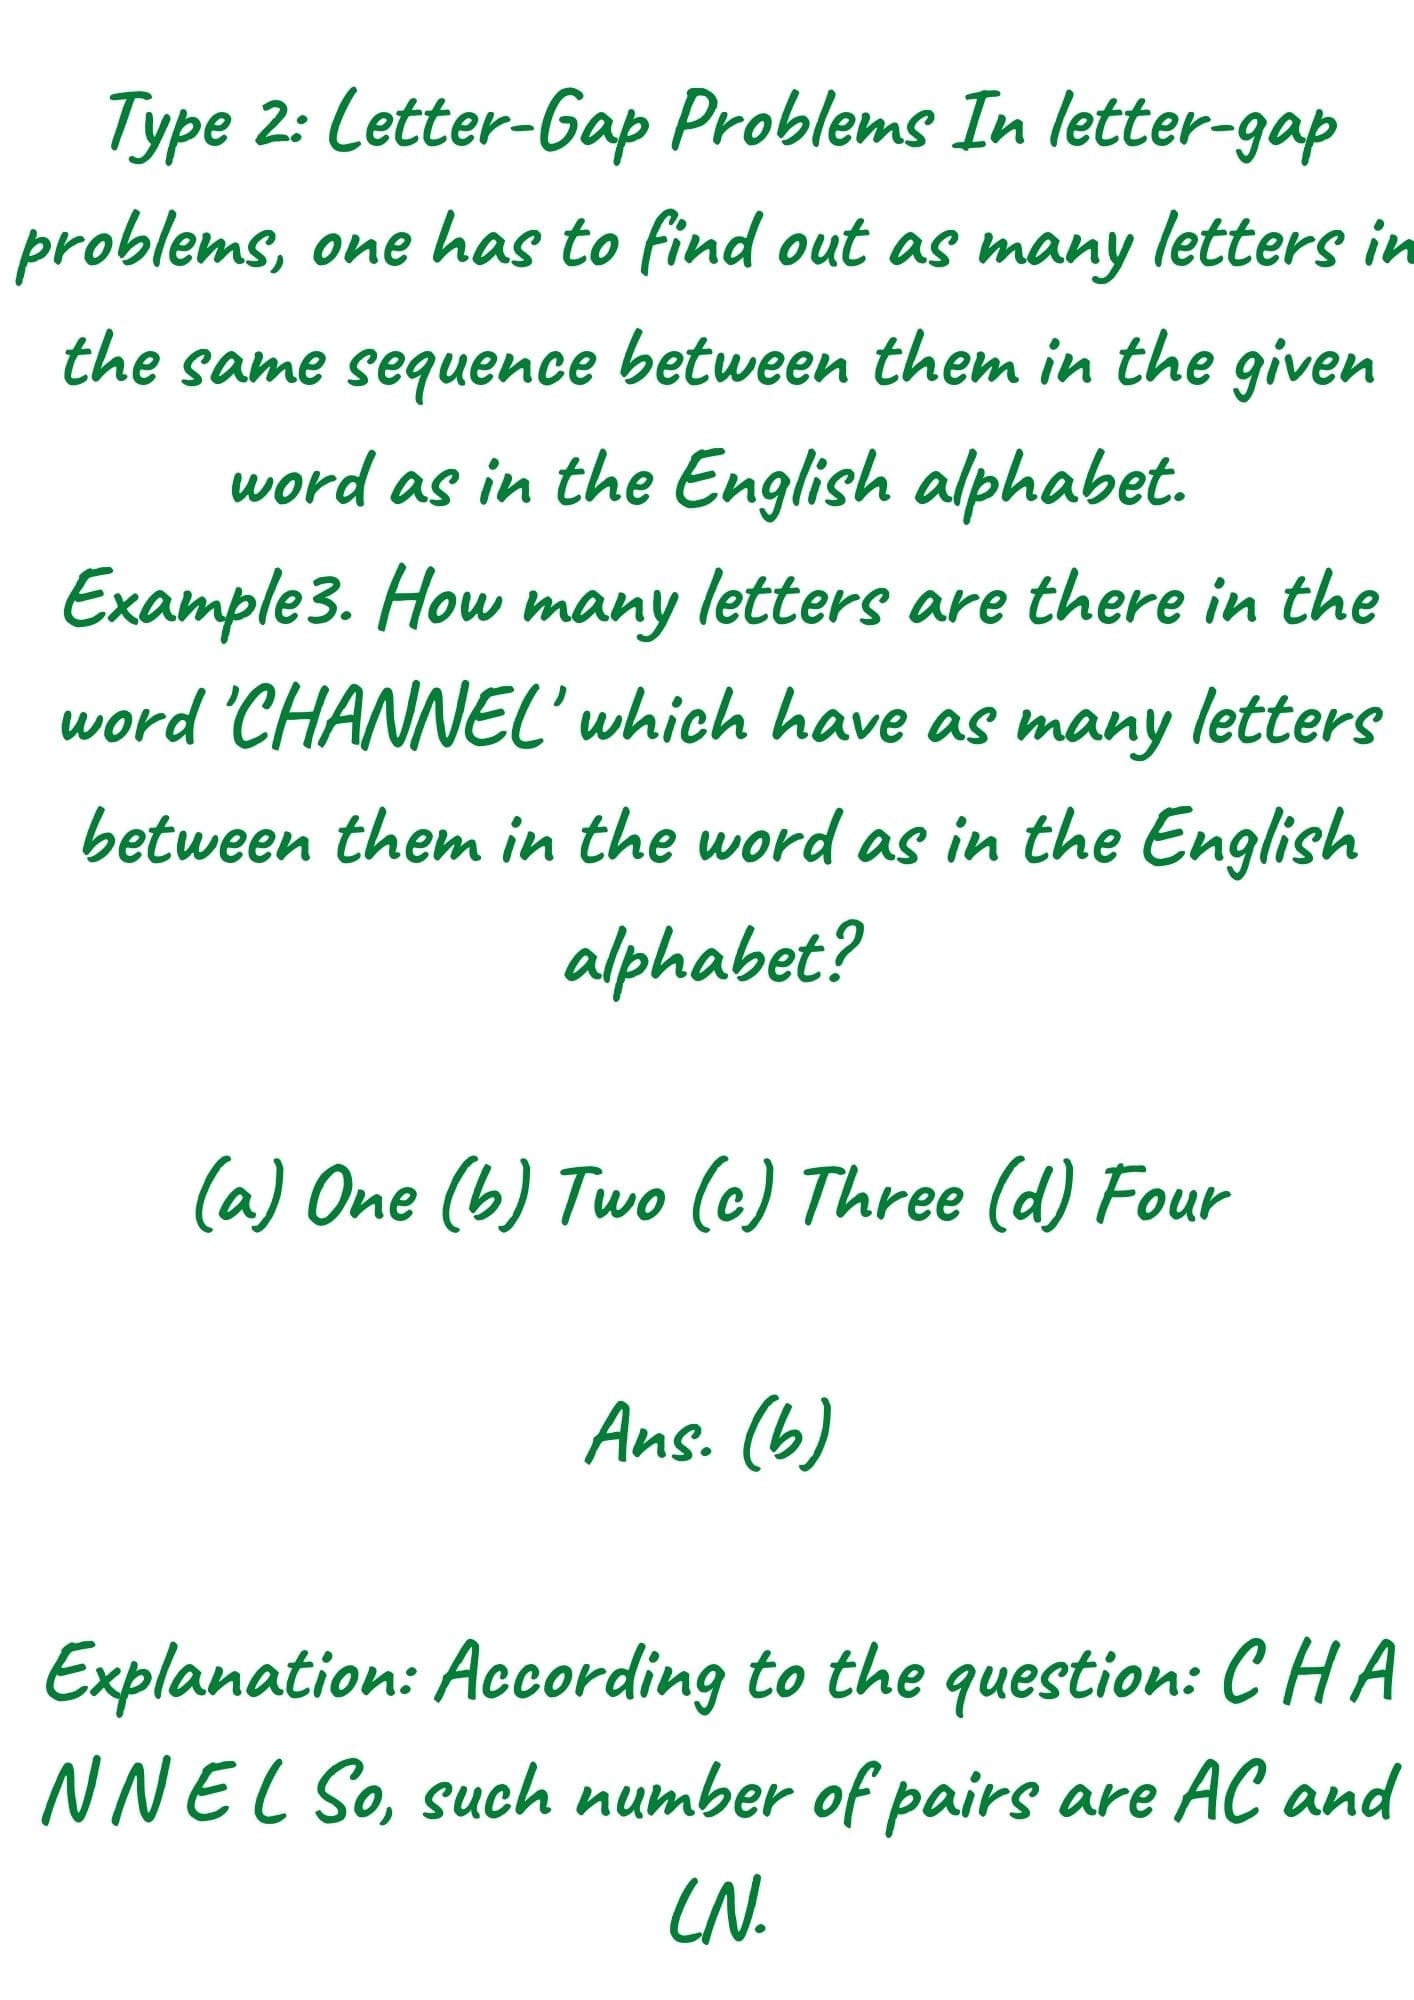 Type 2: Letter-Gap Problems In letter-gap
problems, one has to find out as many letters in
the same sequence between them in the given
word as in the English alphabet.
Example3. How many letters are there in the
word 'CHANNEL' which have as many letters
between them in the word as in the English
alphabet?
(a) One (b) Two (c) Three (d) Four
Ans. (b)
Explanation: According to the question: C H A
N N E L So, such number of pairs are AC and
LN.